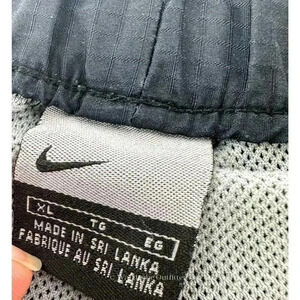 XL TG EG
MADE IN SRI LANKA
FABRIQUE AU SRI LANKA